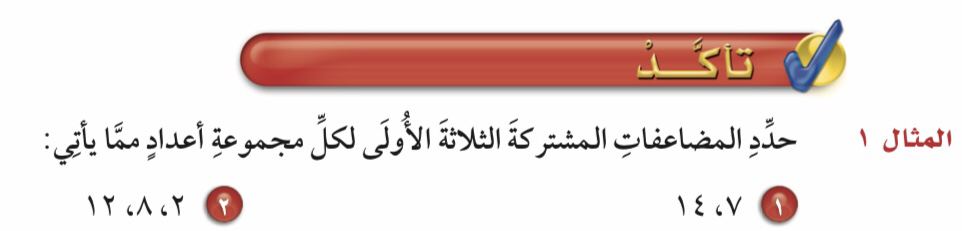 تأكَّــدْ
المثال ١ حدِّدِ المضاعفاتِ المشتركةَ الثلاثةَ الأُولَى لكلِّ مجموعةِ أعدادٍ ممَّا يأتِي:
١ ٧، ١٤ ٢ ٢، ٨، ١٢